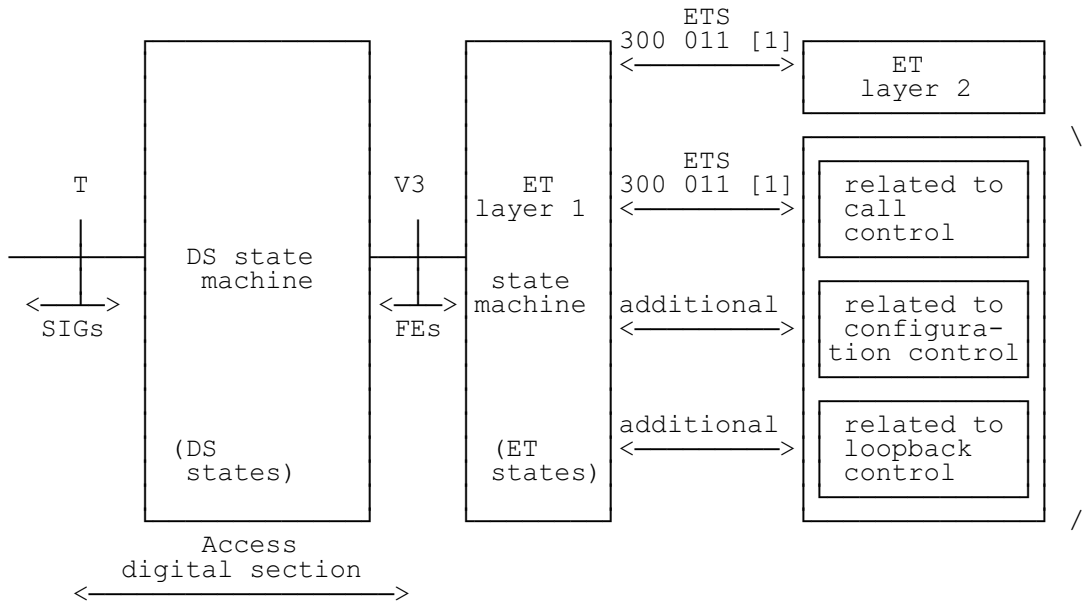 ETS
300 011 [1]
ET
layer 2
\
T
DS state
machine
(DS
states)
V3
ET
layer 1
state
machine
(ET
states)
ETS
300 011 [1]
related to
call
control
SIGs
FEs
additional
related to
configura-
tion control
additional
related to
loopback
control
/
Access
digital section